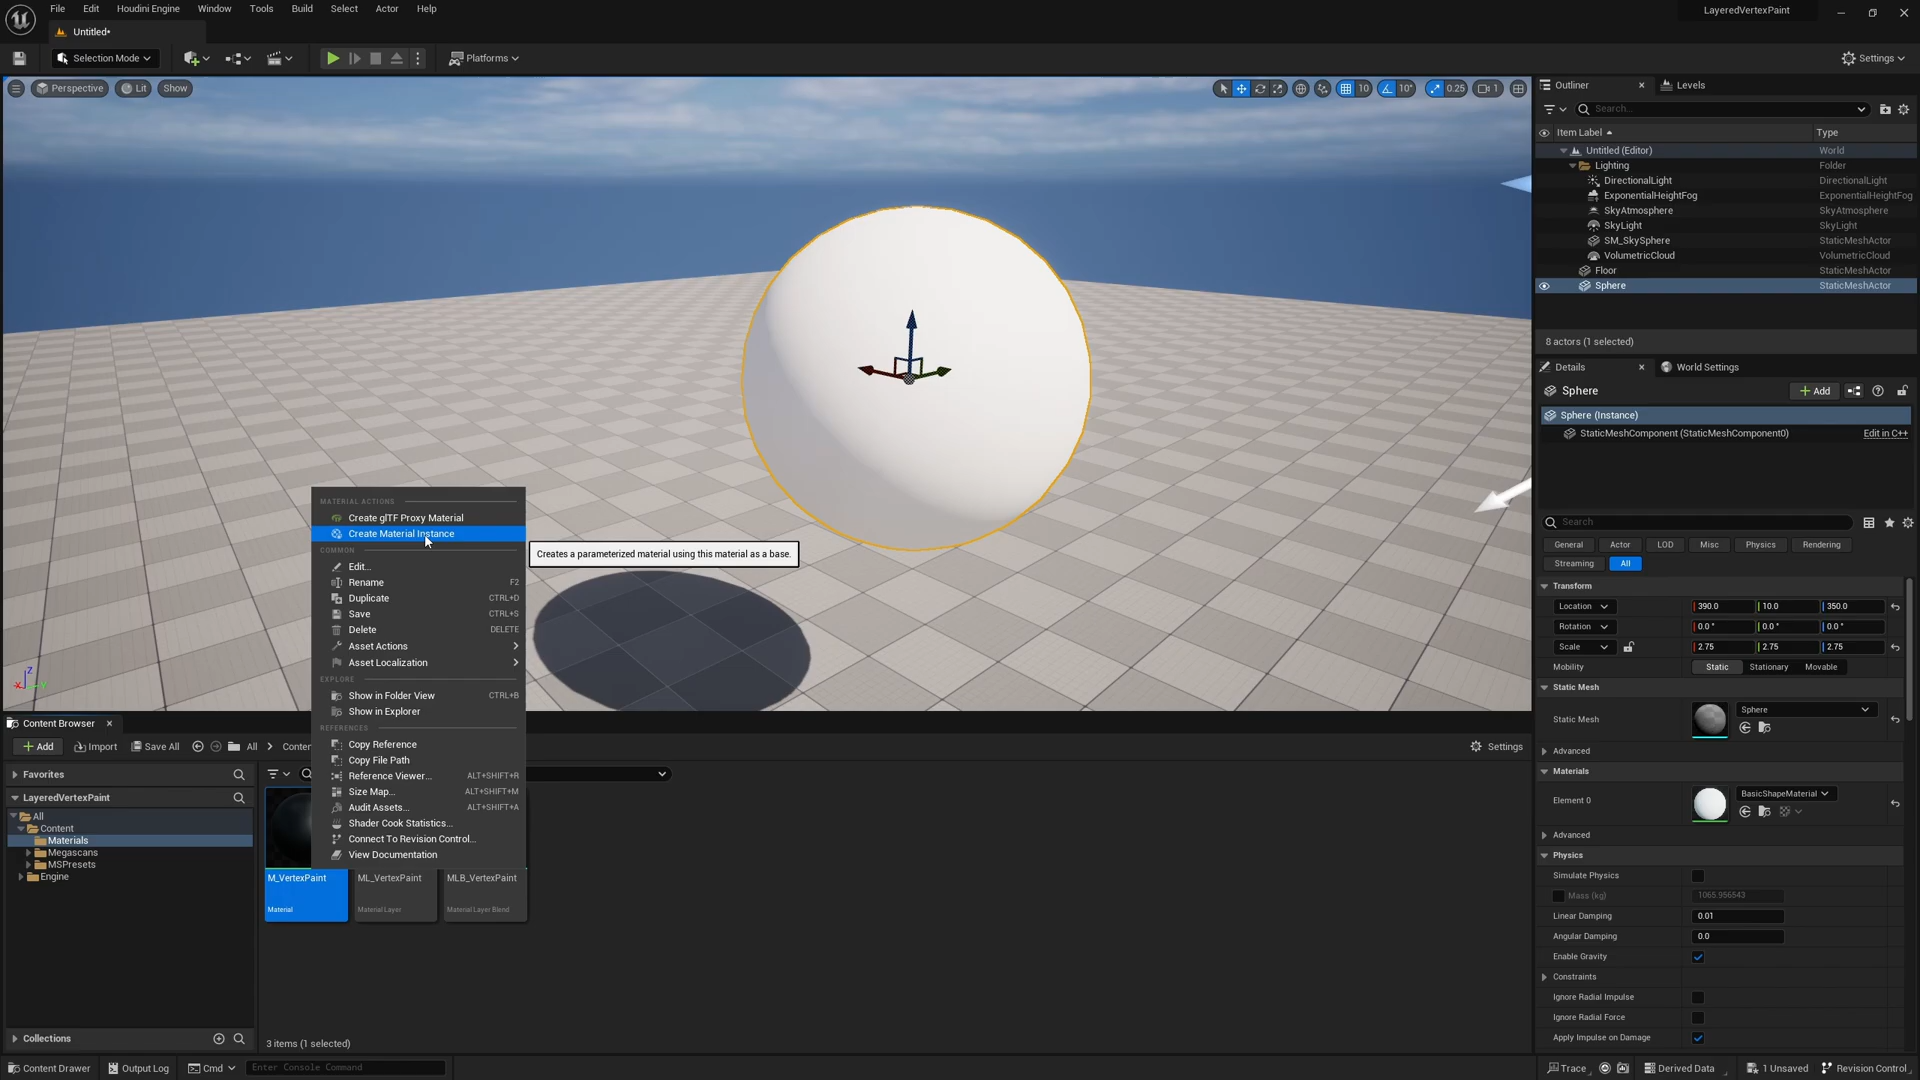 File Edit Houdini Engine Window Tools Build Select Actor Help
LayeredVertexPaint
Untitled*
Selection Mode
Platforms
Settings
Perspective
Lit
Show
10
10°
0.25
1
Outliner
Levels
Search...
Item Label
Type
Untitled (Editor) World
Lighting Folder
DirectionalLight DirectionalLight
ExponentialHeightFog ExponentialHeightFog
SkyAtmosphere SkyAtmosphere
SkyLight SkyLight
SM_SkySphere StaticMeshActor
VolumetricCloud VolumetricCloud
Floor StaticMeshActor
Sphere StaticMeshActor
8 actors (1 selected)
Details
World Settings
Sphere
Add
Sphere (Instance)
StaticMeshComponent (StaticMeshComponent0)
Edit in C++
Search
General Actor LOD Misc Physics Rendering
Streaming All
Transform
Location 390.0 10.0 350.0
Rotation 0.0° 0.0° 0.0°
Scale 2.75 2.75 2.75
Mobility Static Stationary Movable
Static Mesh
Static Mesh Sphere
Advanced
Materials
Element 0 BasicShapeMaterial
Advanced
Physics
Simulate Physics
Mass (kg) 1065.956543
Linear Damping 0.01
Angular Damping 0.0
Enable Gravity
Constraints
Ignore Radial Impulse
Ignore Radial Force
Apply Impulse on Damage
MATERIAL ACTIONS
Create glTF Proxy Material
Create Material Instance
Creates a parameterized material using this material as a base.
COMMON
Edit...
Rename F2
Duplicate CTRL+D
Save CTRL+S
Delete DELETE
Asset Actions
Asset Localization
EXPLORE
Show in Folder View CTRL+B
Show in Explorer
REFERENCES
Copy Reference
Copy File Path
Reference Viewer... ALT+SHIFT+R
Size Map... ALT+SHIFT+M
Audit Assets... ALT+SHIFT+A
Shader Cook Statistics...
Connect To Revision Control...
View Documentation
Z
X
Y
Content Browser
Add
Import
Save All
All
Conten
Settings
Favorites
LayeredVertexPaint
All
Content
Materials
Megascans
MSPresets
Engine
Collections
M_VertexPaint
Material
ML_VertexPaint
Material Layer
MLB_VertexPaint
Material Layer Blend
3 items (1 selected)
Content Drawer
Output Log
Cmd
Enter Console Command
Trace
Derived Data
1 Unsaved
Revision Control